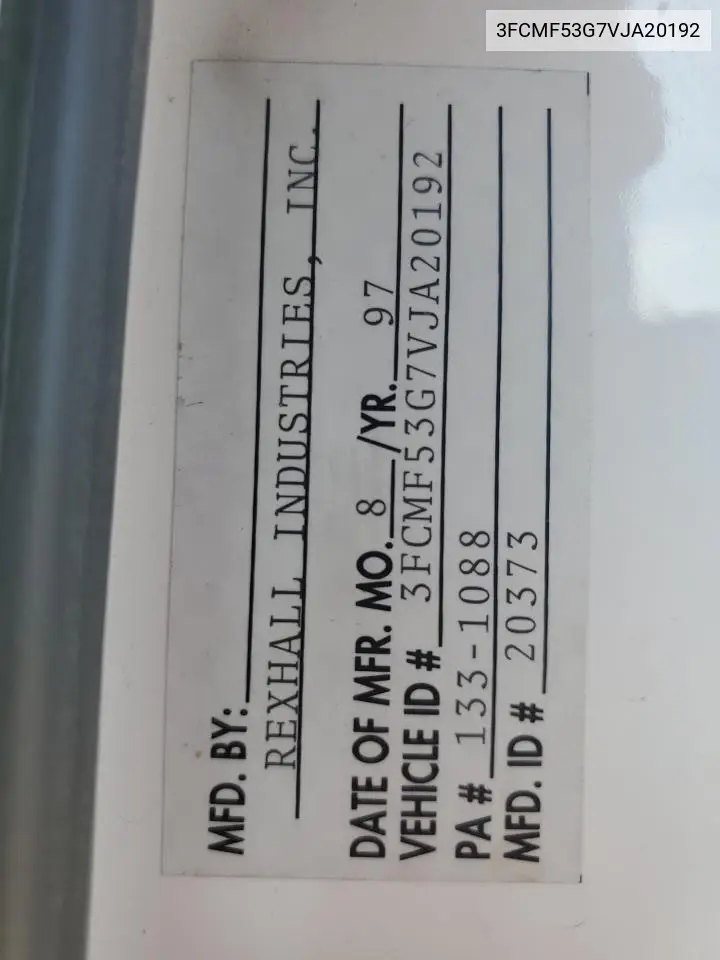 3FCMF53G7VJA20192
MFD. BY:
REXHALL INDUSTRIES, INC.
DATE OF MFR. MO. 8 /YR. 97
VEHICLE ID # 3FCMF53G7VJA20192
PA # 133-1088
MFD. ID # 20373